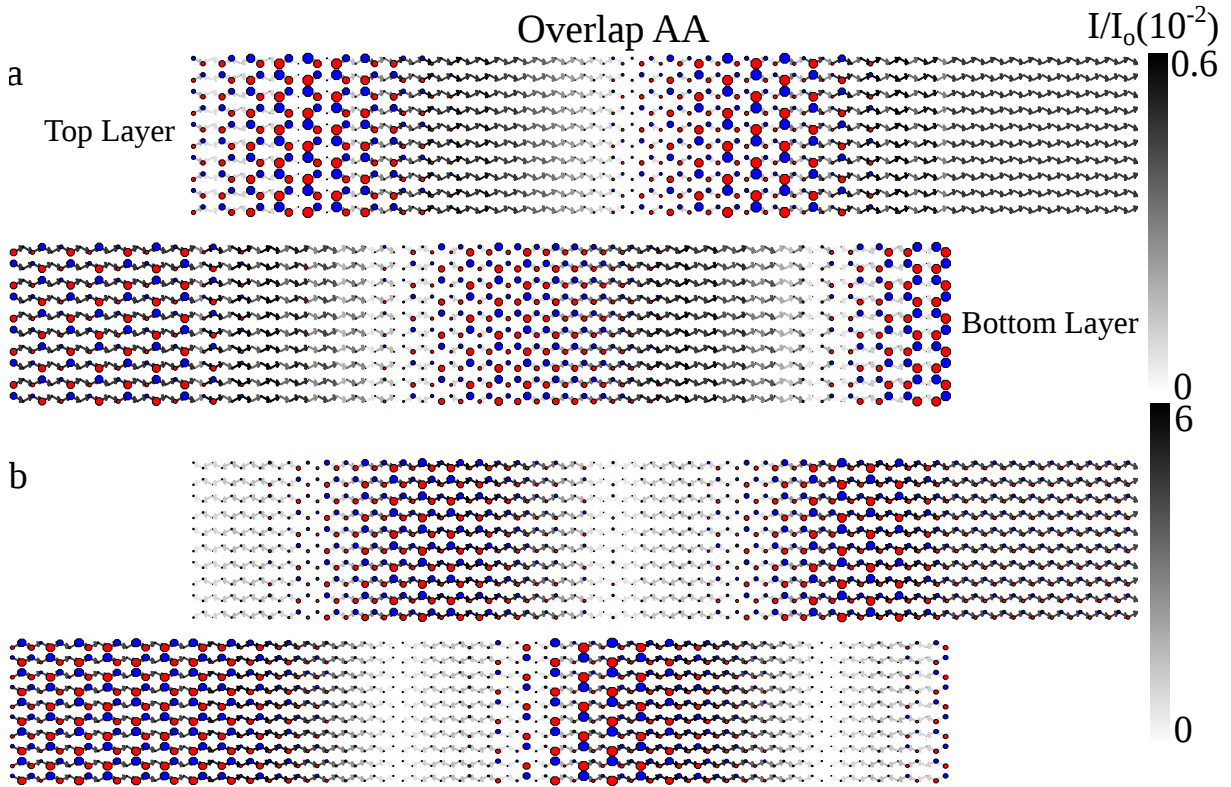 Overlap AA
I/Iₒ(10⁻²)
a
0.6
Top Layer
Bottom Layer
0
6
b
0